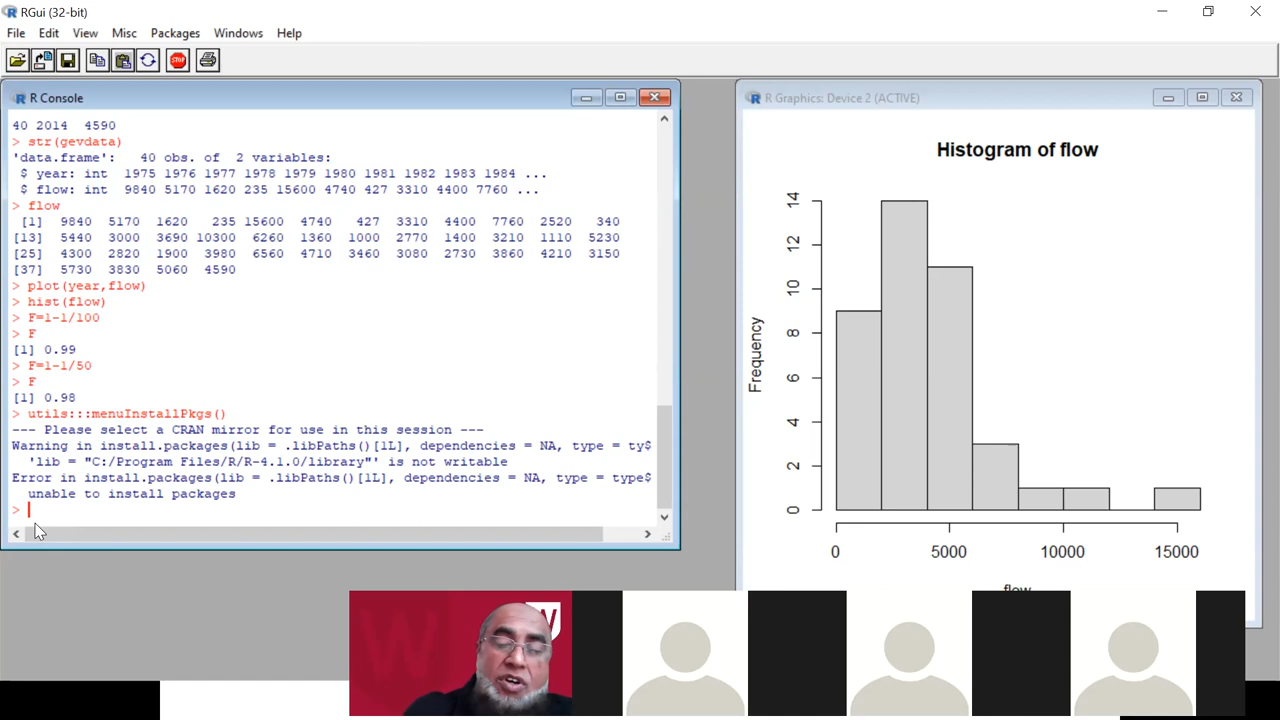 RGui (32-bit)
File Edit View Misc Packages Windows Help
STOP
R Console
40 2014  4590
> str(gevdata)
'data.frame':   40 obs. of  2 variables:
 $ year: int  1975 1976 1977 1978 1979 1980 1981 1982 1983 1984 ...
 $ flow: int  9840 5170 1620 235 15600 4740 427 3310 4400 7760 ...
> flow
 [1]  9840  5170  1620   235 15600  4740   427  3310  4400  7760  2520   340
[13]  5440  3000  3690 10300  6260  1360  1000  2770  1400  3210  1110  5230
[25]  4300  2820  1900  3980  6560  4710  3460  3080  2730  3860  4210  3150
[37]  5730  3830  5060  4590
> plot(year,flow)
> hist(flow)
> F=1-1/100
> F
[1] 0.99
> F=1-1/50
> F
[1] 0.98
> utils:::menuInstallPkgs()
--- Please select a CRAN mirror for use in this session ---
Warning in install.packages(lib = .libPaths()[1L], dependencies = NA, type = ty$
  'lib = "C:/Program Files/R/R-4.1.0/library"' is not writable
Error in install.packages(lib = .libPaths()[1L], dependencies = NA, type = type$
  unable to install packages
>
R Graphics: Device 2 (ACTIVE)
Histogram of flow
Frequency
14
12
10
8
6
4
2
0
0 5000 10000 15000
flow
W
W